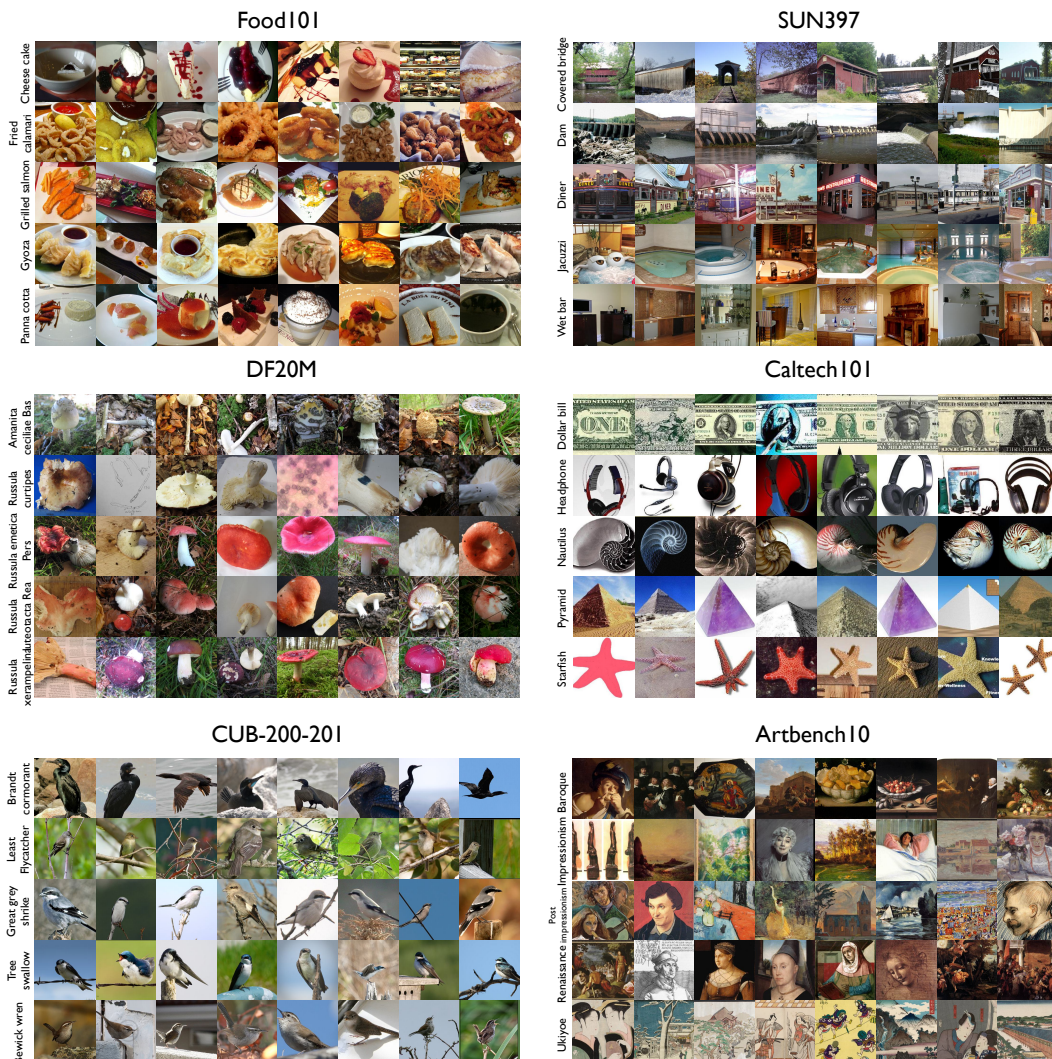 Food101
Cheese cake
Fried
calamari
Grilled salmon
Gyoza
Panna cotta
SUN397
Covered bridge
Dam
Diner
Jacuzzi
Wet bar
DF20M
Amania
ceciliae Bas
Russula
curtipes
Russula emetica
Pers
Russula
luteotacta Rea
Russula
xerampelina
Caltech101
Dollar bill
ONE
Headphone
Nautilus
Pyramid
Starfish
CUB-200-201
Brandt
cormorant
Least
Flycatcher
Great grey
shrike
Tree
swallow
Bewick wren
Artbench10
Baroque
Impressionism
Post
impressionism
Renaissance
Ukiyoe